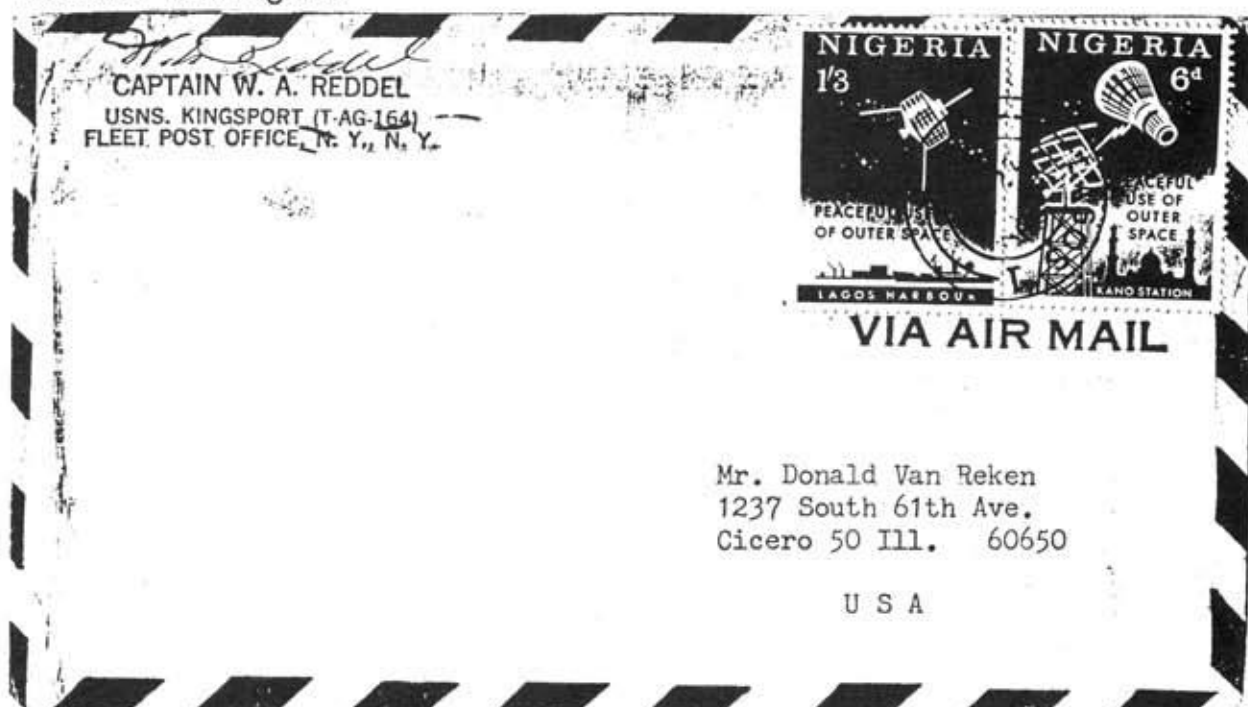 CAPTAIN W. A. REDDEL
USNS. KINGSPORT (T-AG-164)
FLEET POST OFFICE, N. Y., N. Y.
NIGERIA
1/3
PEACEFUL USE
OF OUTER SPACE
LAGOS HARBOUR
NIGERIA
6d
PEACEFUL
USE OF
OUTER
SPACE
KANO STATION
VIA AIR MAIL
Mr. Donald Van Reken
1237 South 61th Ave.
Cicero 50 Ill. 60650
U S A